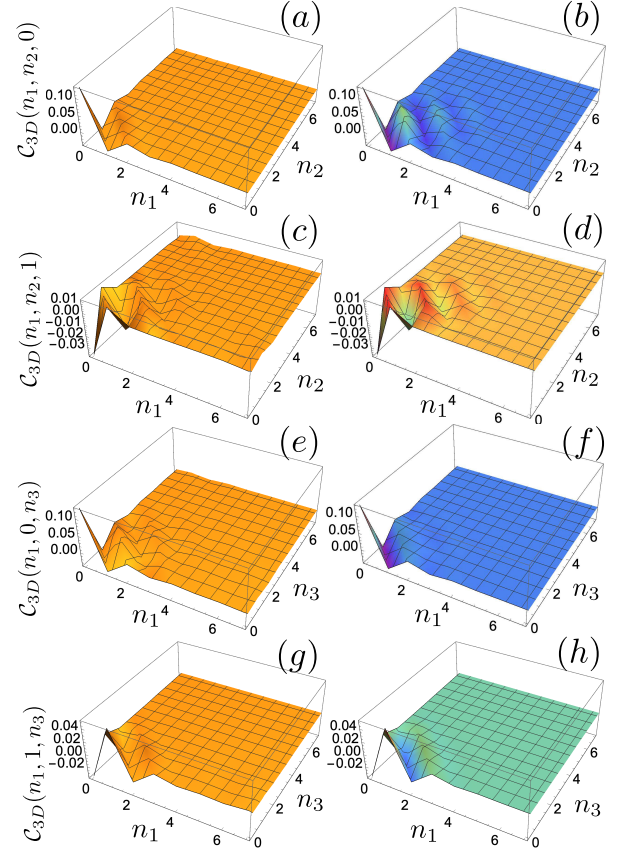 (a) (b)
C3D(n1, n2, 0)
0.10 0.05 0.00 0 2 4 6 n1 0 2 4 6 n2
0.10 0.05 0.00 0 2 4 6 n1 0 2 4 6 n2
(c) (d)
C3D(n1, n2, 1)
0.01 0.00 −0.01 −0.02 −0.03 0 2 4 6 n1 0 2 4 6 n2
0.01 0.00 −0.01 −0.02 −0.03 0 2 4 6 n1 0 2 4 6 n2
(e) (f)
C3D(n1, 0, n3)
0.10 0.05 0.00 0 2 4 6 n1 0 2 4 6 n3
0.10 0.05 0.00 0 2 4 6 n1 0 2 4 6 n3
(g) (h)
C3D(n1, 1, n3)
0.04 0.02 0.00 −0.02 0 2 4 6 n1 0 2 4 6 n3
0.04 0.02 0.00 −0.02 0 2 4 6 n1 0 2 4 6 n3